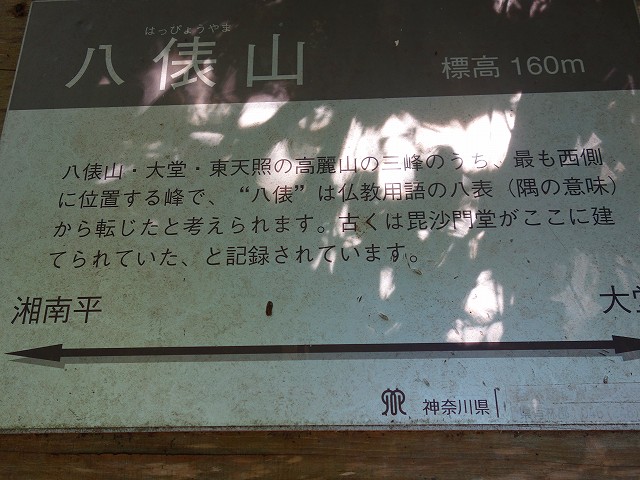 はっぴょうやま
八俵山 標高 160m
八俵山・大堂・東天照の高麗山の三峰のうち、最も西側
に位置する峰で、“八俵”は仏教用語の八表（隅の意味）
から転じたと考えられます。古くは毘沙門堂がここに建
てられていた、と記録されています。
湘南平 大堂
神奈川県